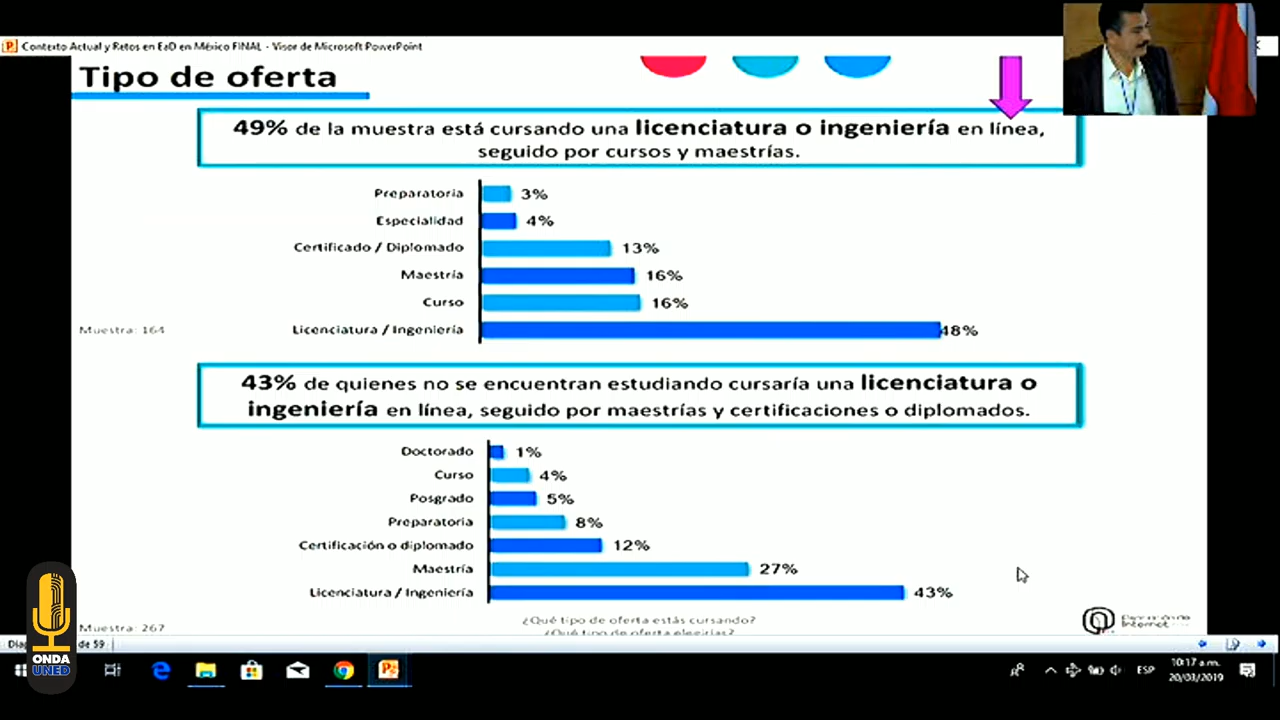 Contexto Actual y Retos en EaD en México FINAL - Visor de Microsoft PowerPoint
Tipo de oferta
49% de la muestra está cursando una licenciatura o ingeniería en línea,
seguido por cursos y maestrías.
Preparatoria 3%
Especialidad 4%
Certificado / Diplomado 13%
Maestría 16%
Curso 16%
Licenciatura / Ingeniería 48%
Muestra: 164
43% de quienes no se encuentran estudiando cursaría una licenciatura o
ingeniería en línea, seguido por maestrías y certificaciones o diplomados.
Doctorado 1%
Curso 4%
Posgrado 5%
Preparatoria 8%
Certificación o diplomado 12%
Maestría 27%
Licenciatura / Ingeniería 43%
¿Qué tipo de oferta estás cursando?
¿Qué tipo de oferta elegirías?
Muestra: 267
Internet
de 59
ONDA
UNED
ESP
10:17 a.m.
20/03/2019